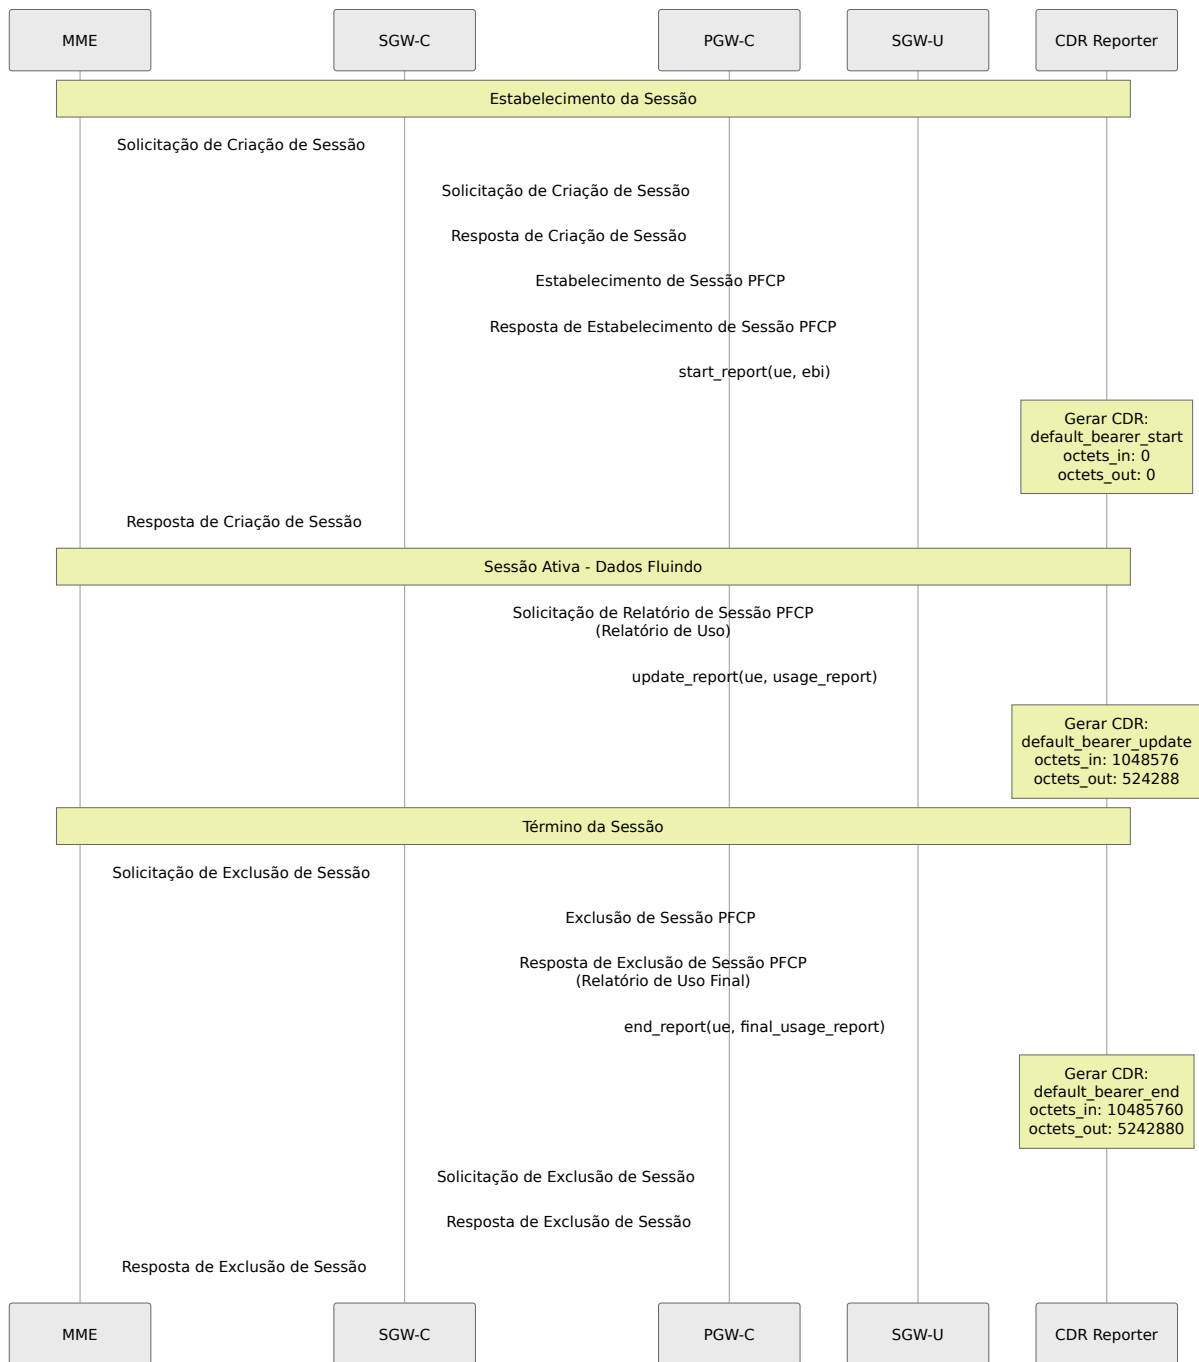 MME
SGW-C
PGW-C
SGW-U
CDR Reporter
Estabelecimento da Sessão
Solicitação de Criação de Sessão
Solicitação de Criação de Sessão
Resposta de Criação de Sessão
Estabelecimento de Sessão PFCP
Resposta de Estabelecimento de Sessão PFCP
start_report(ue, ebi)
Gerar CDR:
default_bearer_start
octets_in: 0
octets_out: 0
Resposta de Criação de Sessão
Sessão Ativa - Dados Fluindo
Solicitação de Relatório de Sessão PFCP
(Relatório de Uso)
update_report(ue, usage_report)
Gerar CDR:
default_bearer_update
octets_in: 1048576
octets_out: 524288
Término da Sessão
Solicitação de Exclusão de Sessão
Exclusão de Sessão PFCP
Resposta de Exclusão de Sessão PFCP
(Relatório de Uso Final)
end_report(ue, final_usage_report)
Gerar CDR:
default_bearer_end
octets_in: 10485760
octets_out: 5242880
Solicitação de Exclusão de Sessão
Resposta de Exclusão de Sessão
Resposta de Exclusão de Sessão
MME
SGW-C
PGW-C
SGW-U
CDR Reporter